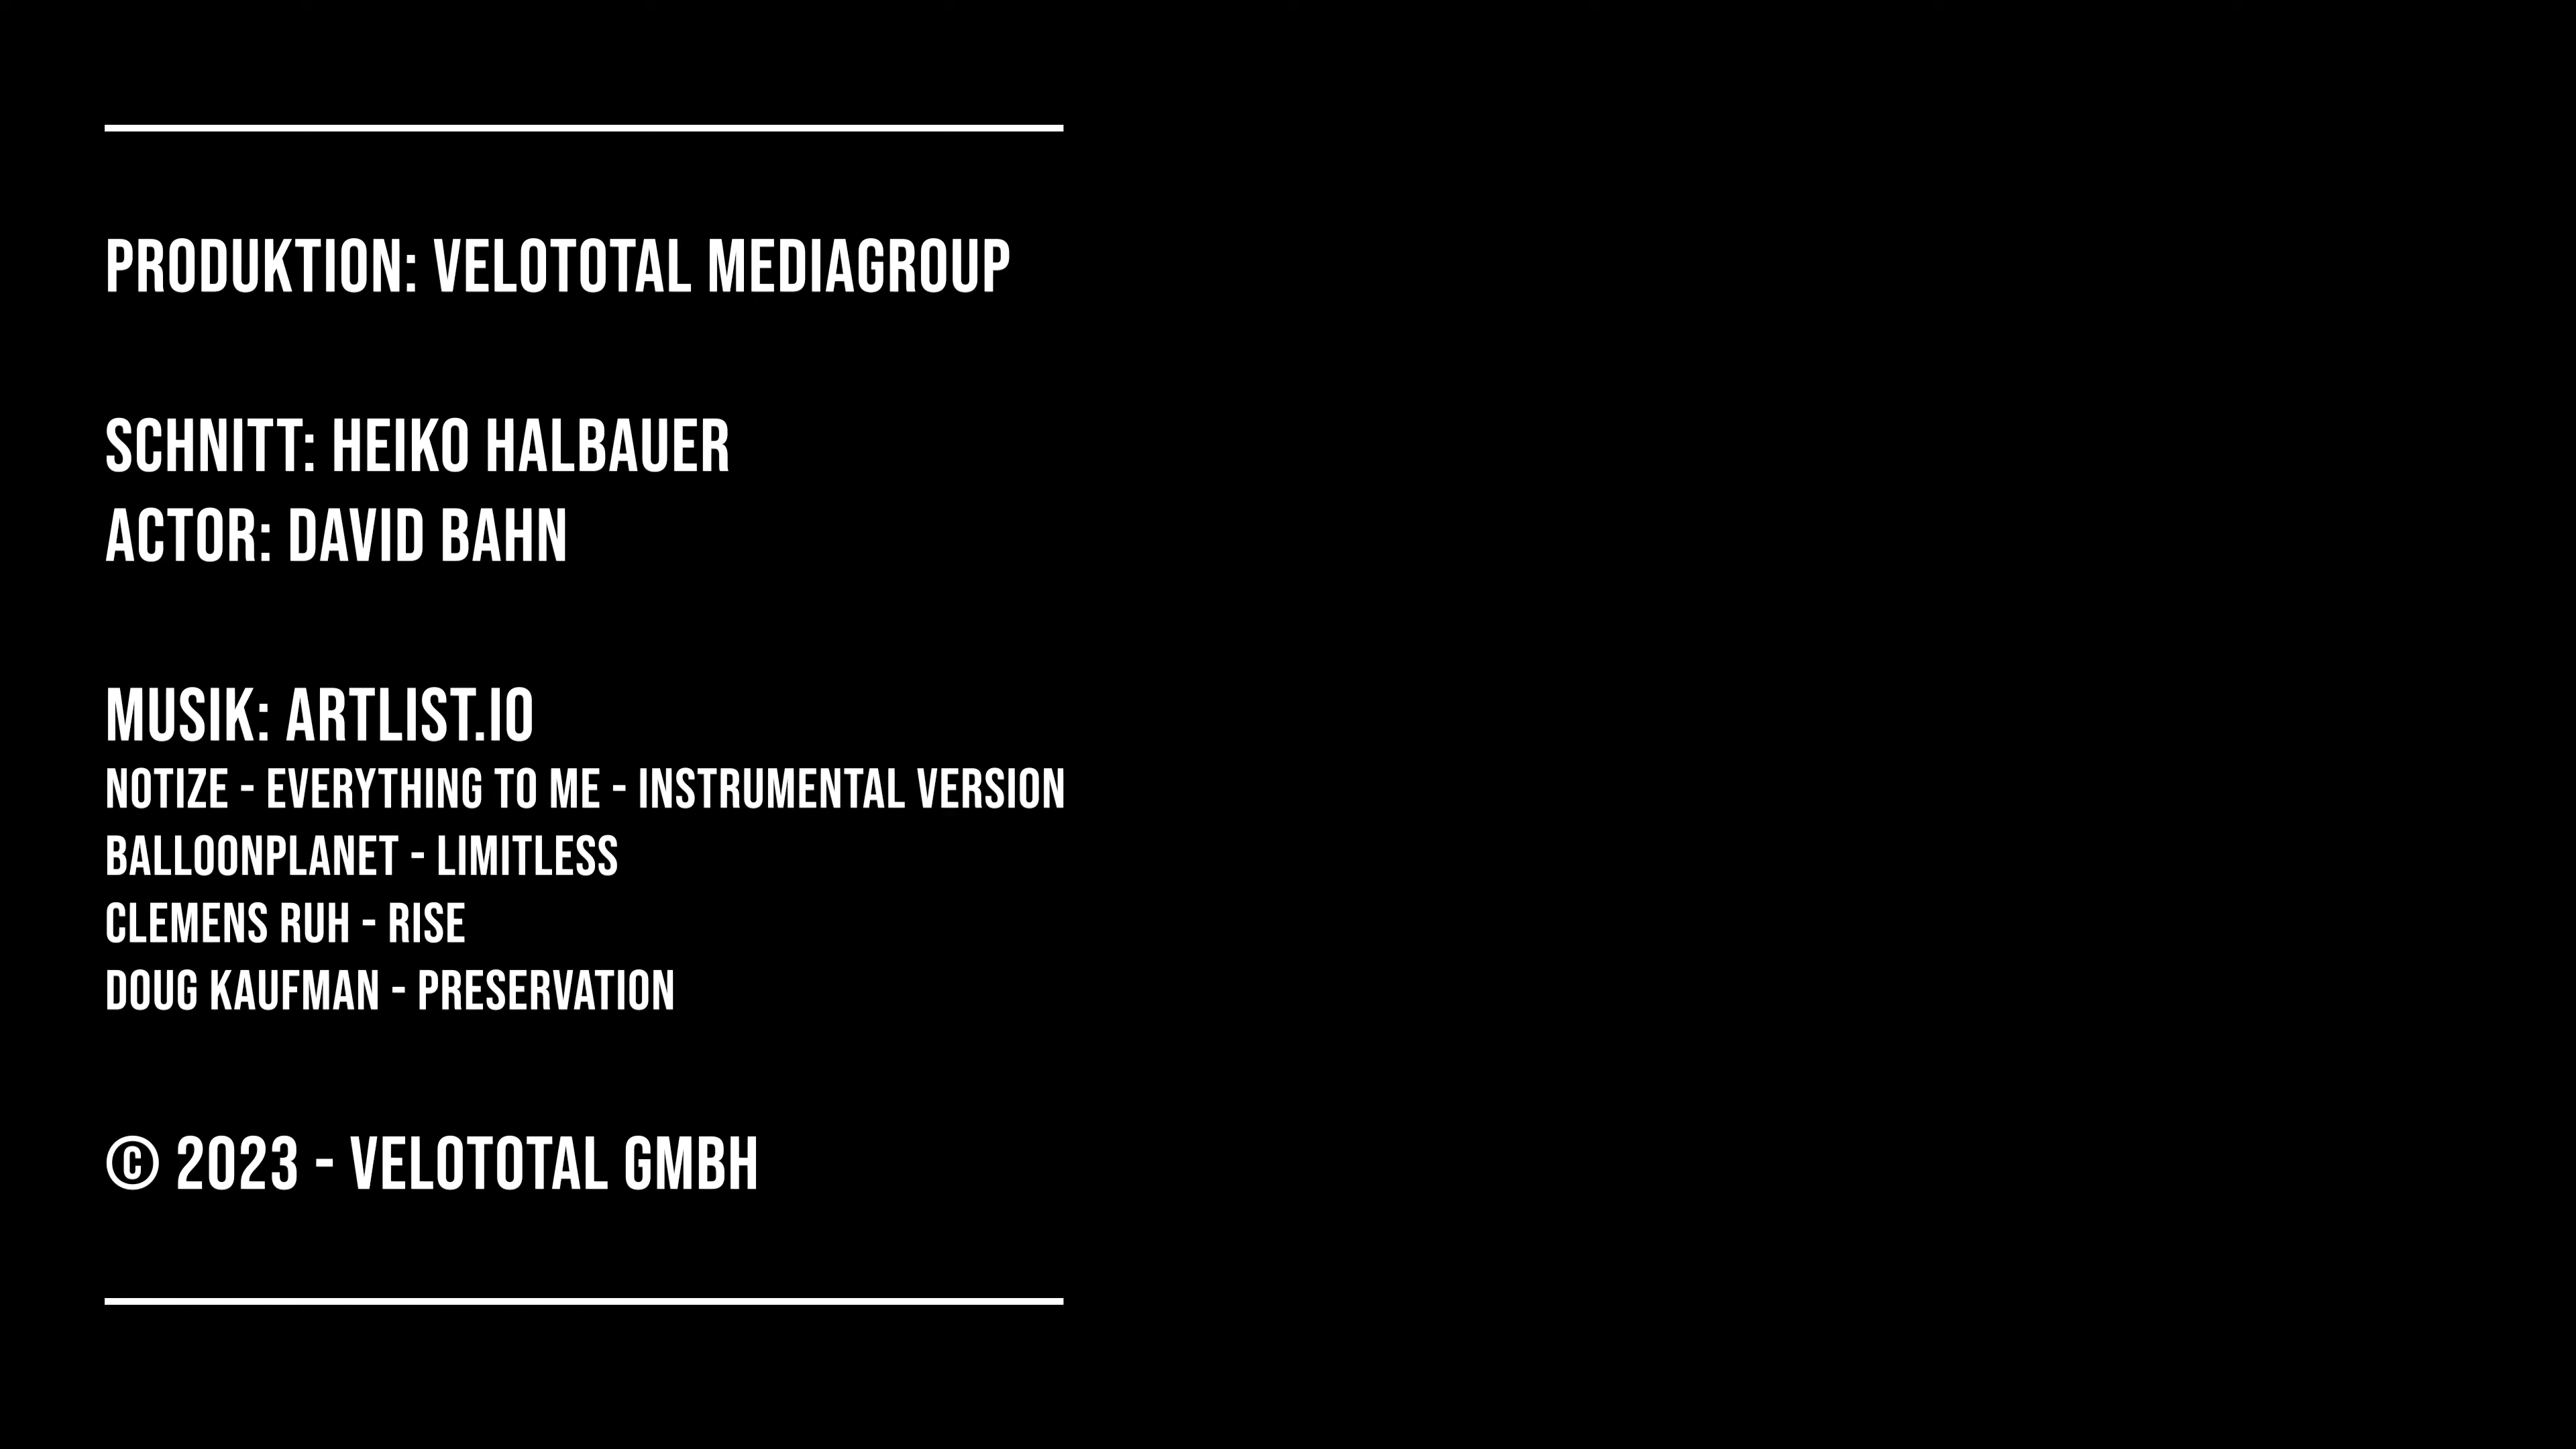 PRODUKTION: VELOTOTAL MEDIAGROUP
SCHNITT: HEIKO HALBAUER
ACTOR: DAVID BAHN
MUSIK: ARTLIST.IO
NOTIZE - EVERYTHING TO ME - INSTRUMENTAL VERSION
BALLOONPLANET - LIMITLESS
CLEMENS RUH - RISE
DOUG KAUFMAN - PRESERVATION
© 2023 - VELOTOTAL GMBH